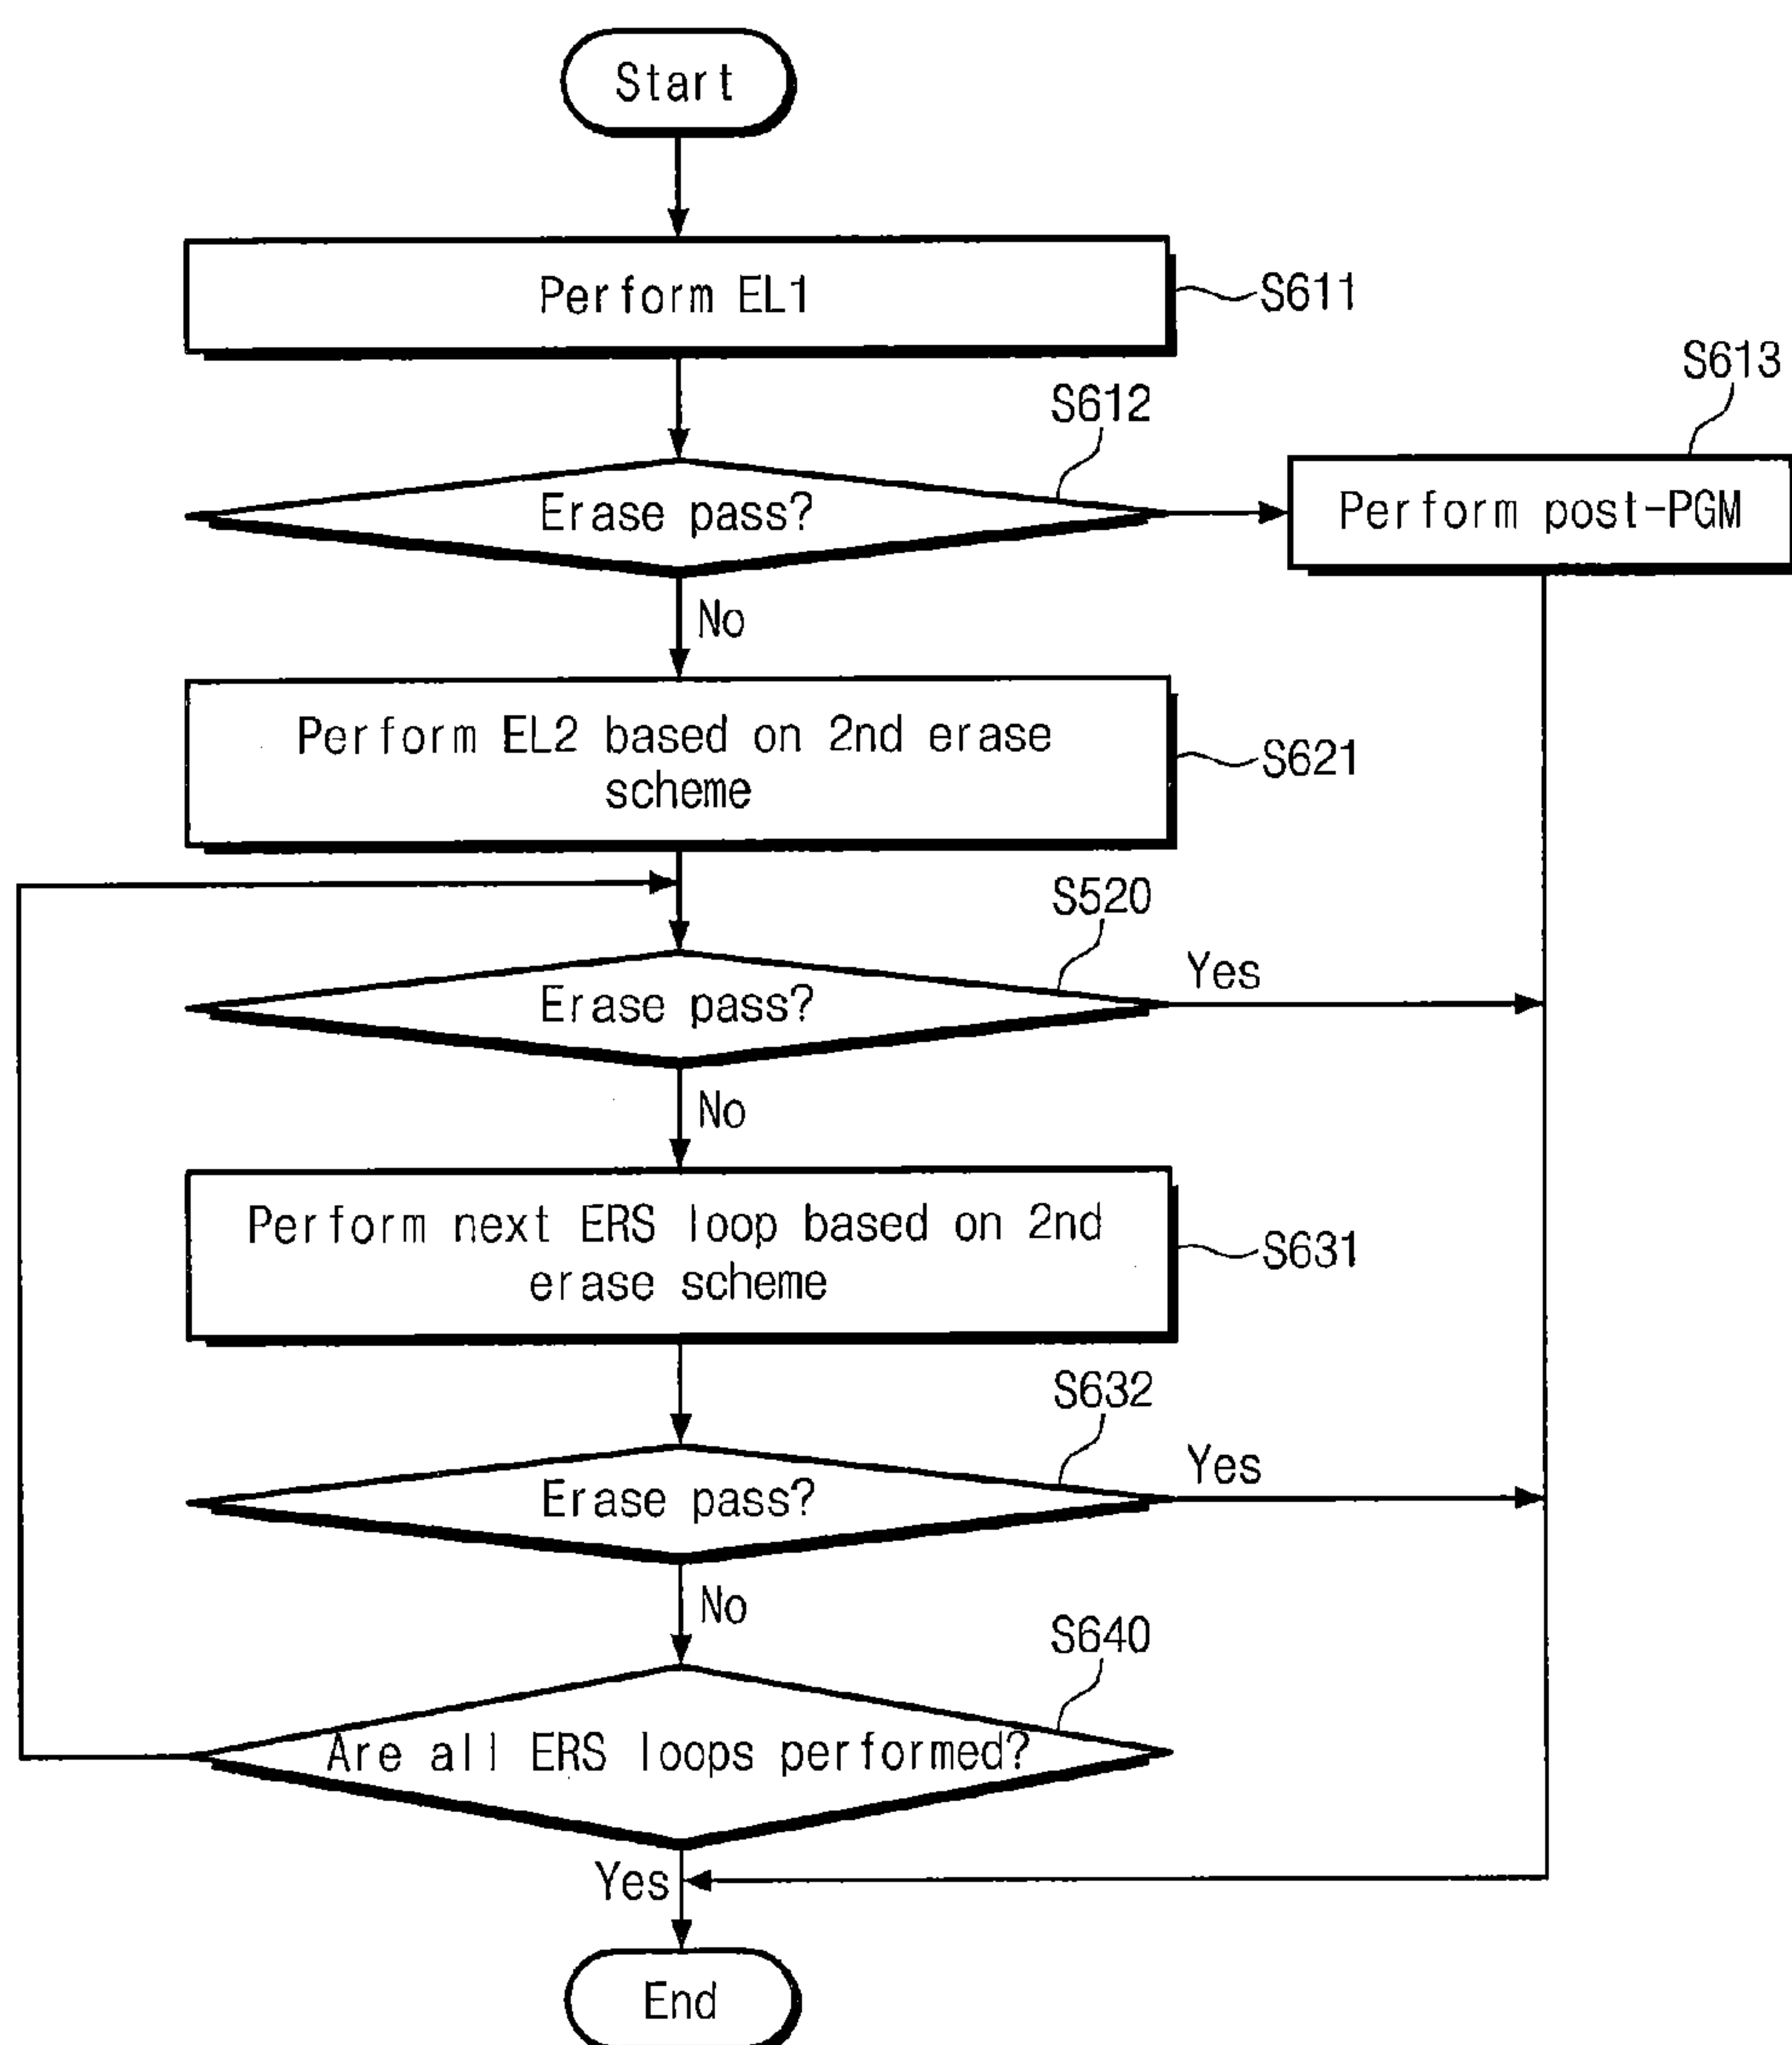 Start
Perform EL1
S611
S612
S613
Erase pass?
Perform post-PGM
No
Perform EL2 based on 2nd erase
scheme
S621
S520
Erase pass?
Yes
No
Perform next ERS loop based on 2nd
erase scheme
S631
S632
Erase pass?
Yes
No
S640
Are all ERS loops performed?
Yes
End